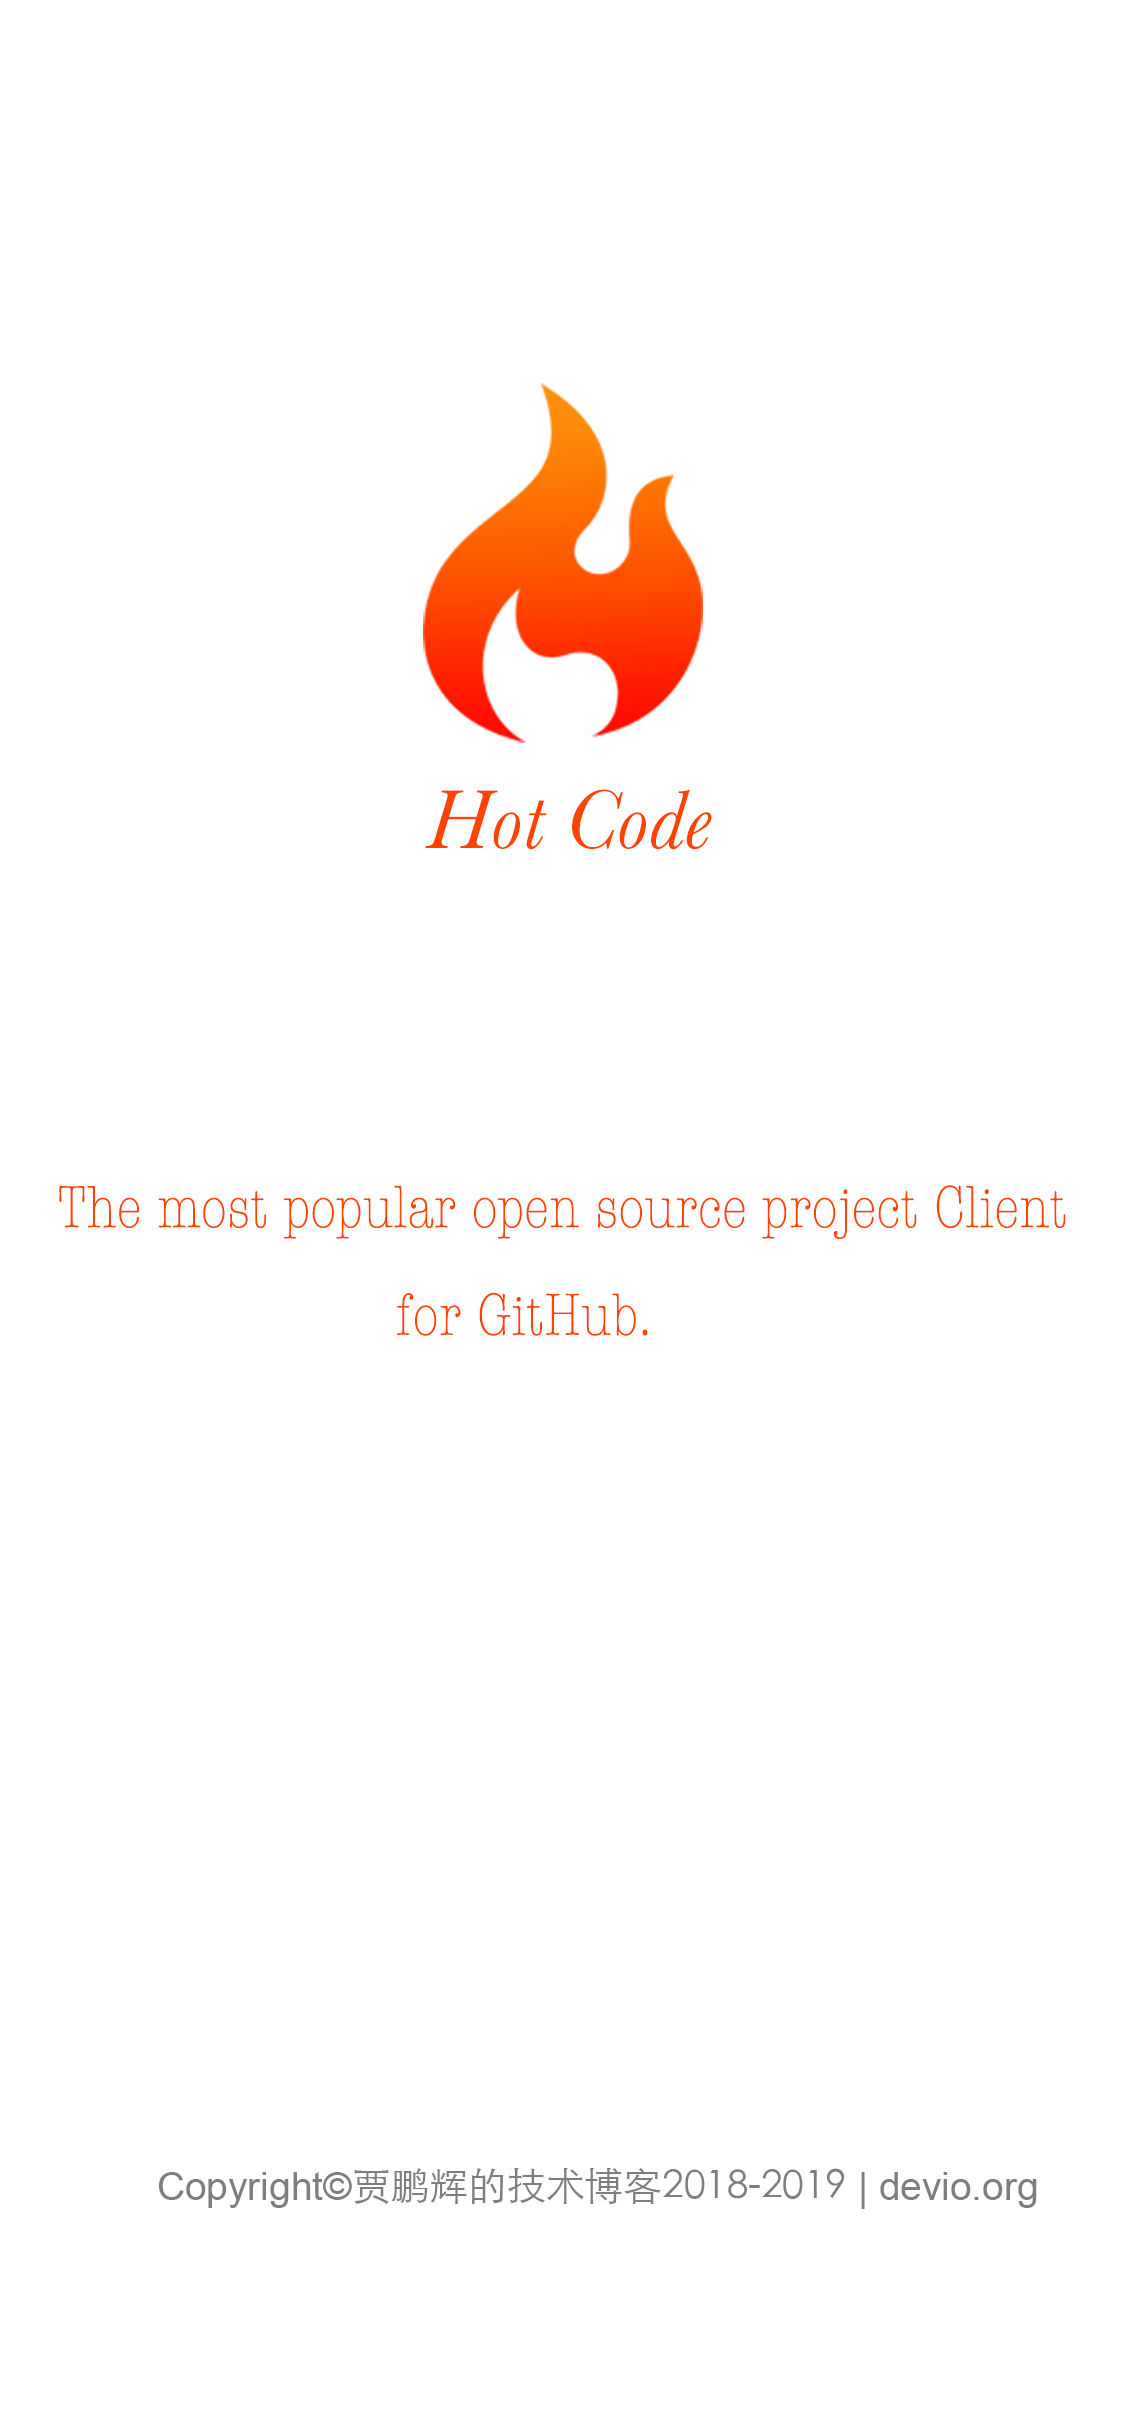 Hot Code
The most popular open source project Client
for GitHub.
Copyright©贾鹏辉的技术博客2018-2019 | devio.org